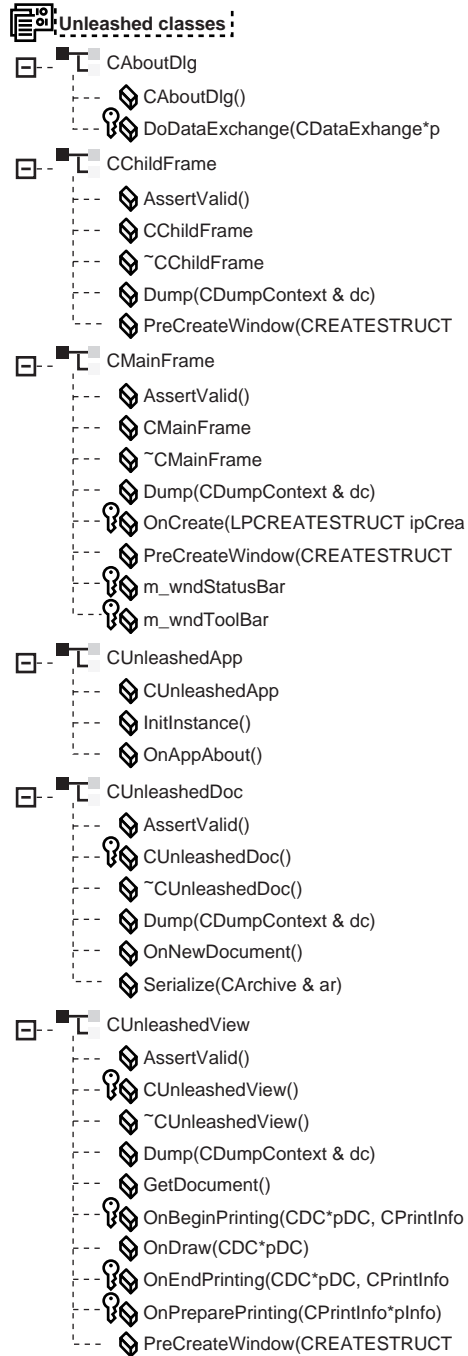 Unleashed classes
CAboutDlg
CAboutDlg()
DoDataExchange(CDataExhange*p
CChildFrame
AssertValid()
CChildFrame
~CChildFrame
Dump(CDumpContext & dc)
PreCreateWindow(CREATESTRUCT
CMainFrame
AssertValid()
CMainFrame
~CMainFrame
Dump(CDumpContext & dc)
OnCreate(LPCREATESTRUCT ipCrea
PreCreateWindow(CREATESTRUCT
m_wndStatusBar
m_wndToolBar
CUnleashedApp
CUnleashedApp
InitInstance()
OnAppAbout()
CUnleashedDoc
AssertValid()
CUnleashedDoc()
~CUnleashedDoc()
Dump(CDumpContext & dc)
OnNewDocument()
Serialize(CArchive & ar)
CUnleashedView
AssertValid()
CUnleashedView()
~CUnleashedView()
Dump(CDumpContext & dc)
GetDocument()
OnBeginPrinting(CDC*pDC, CPrintInfo
OnDraw(CDC*pDC)
OnEndPrinting(CDC*pDC, CPrintInfo
OnPreparePrinting(CPrintInfo*pInfo)
PreCreateWindow(CREATESTRUCT